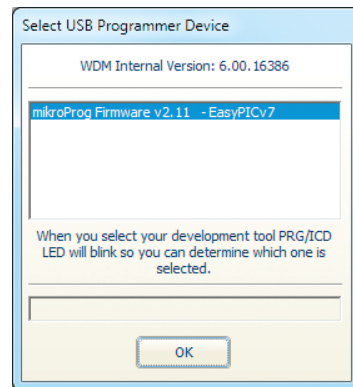 Select USB Programmer Device
WDM Internal Version: 6.00.16386
mikroProg Firmware v2.11 - EasyPICv7
When you select your development tool PRG/ICD
LED will blink so you can determine which one is
selected.
OK